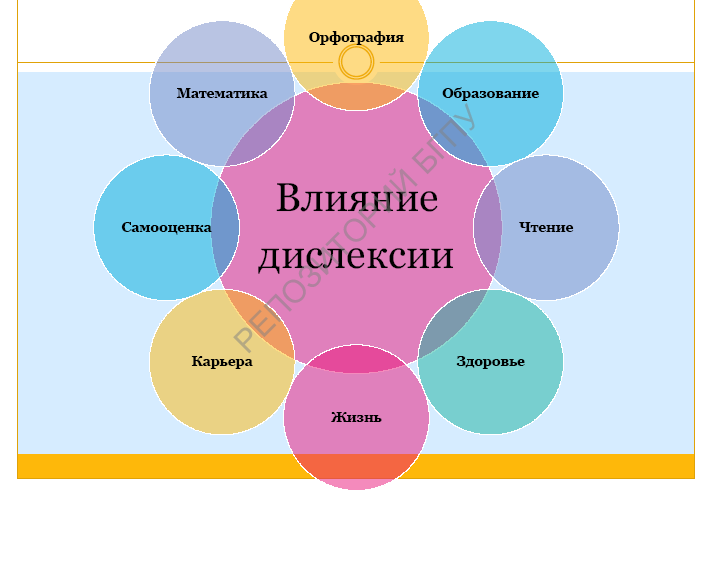 Орфография
Математика
Образование
Влияние
дислексии
Самооценка
Чтение
Карьера
Здоровье
Жизнь
РЕПОЗИТОРИЙ БГПУ